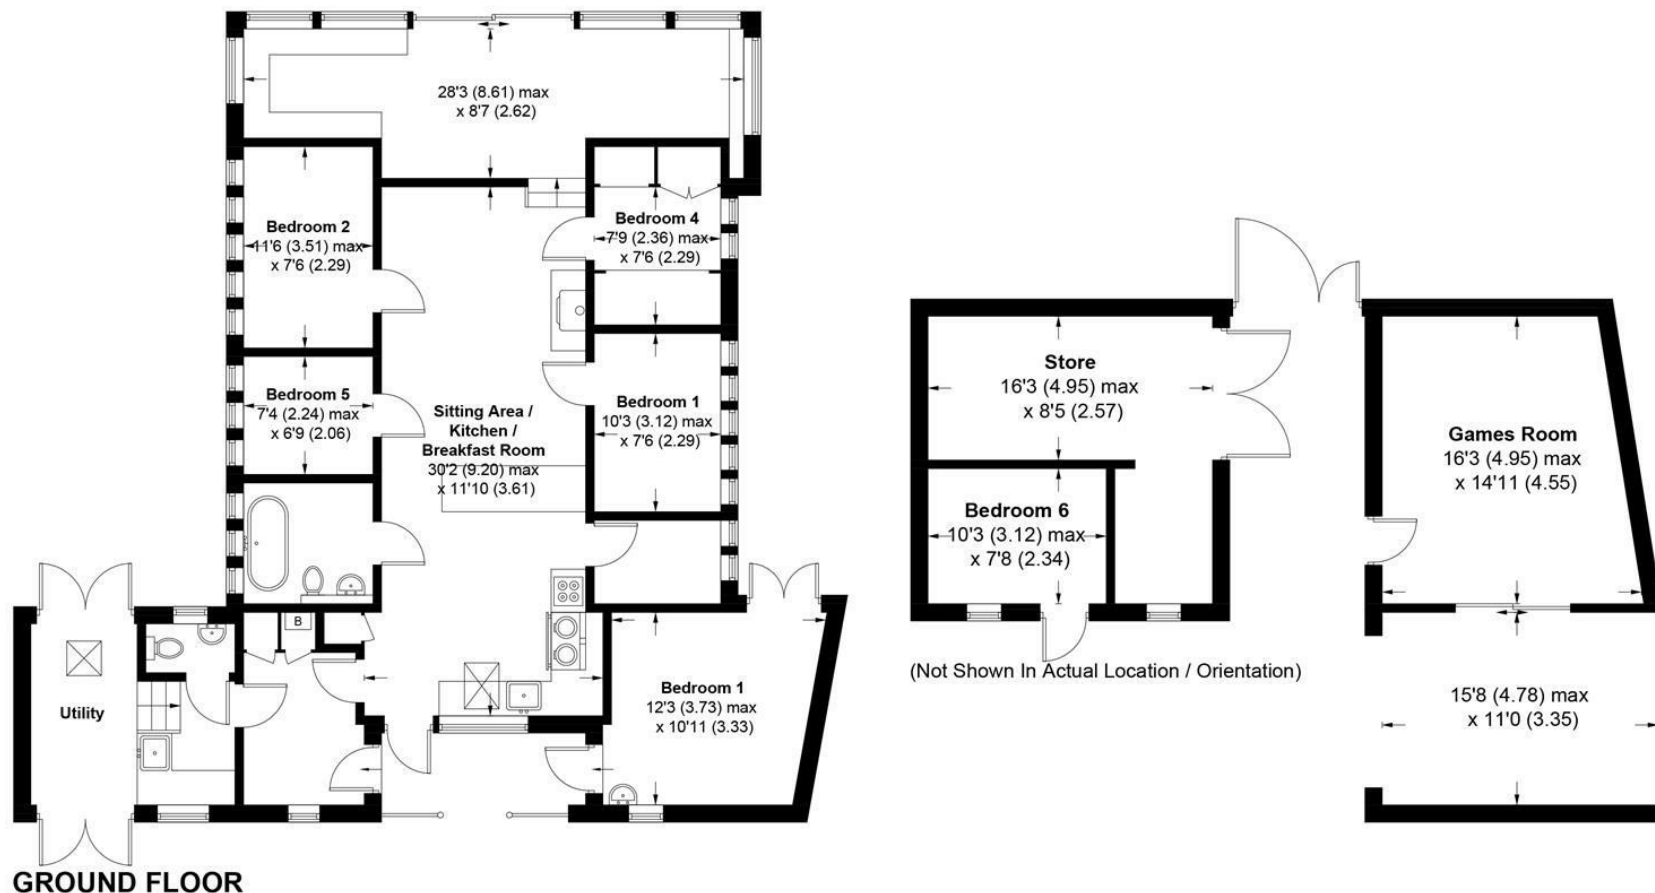 28'3 (8.61) max
x 8'7 (2.62)
Bedroom 2
11'6 (3.51) max
x 7'6 (2.29)
Bedroom 4
7'9 (2.36) max
x 7'6 (2.29)
Bedroom 5
7'4 (2.24) max
x 6'9 (2.06)
Sitting Area /
Kitchen /
Breakfast Room
30'2 (9.20) max
x 11'10 (3.61)
Bedroom 1
10'3 (3.12) max
x 7'6 (2.29)
B
Utility
Bedroom 1
12'3 (3.73) max
x 10'11 (3.33)
GROUND FLOOR
Store
16'3 (4.95) max
x 8'5 (2.57)
Bedroom 6
10'3 (3.12) max
x 7'8 (2.34)
(Not Shown In Actual Location / Orientation)
Games Room
16'3 (4.95) max
x 14'11 (4.55)
15'8 (4.78) max
x 11'0 (3.35)